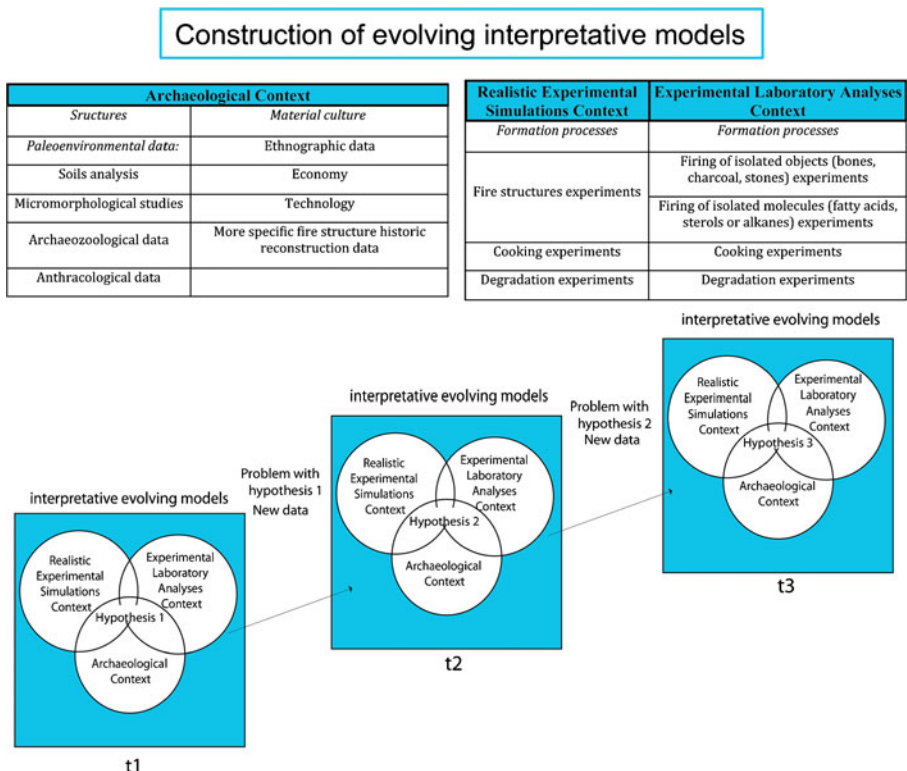 Construction of evolving interpretative models
Archaeological Context
Sructures
Material culture
Paleoenvironmental data:
Ethnographic data
Soils analysis
Economy
Micromorphological studies
Technology
Archaeozoological data
More specific fire structure historic
reconstruction data
Anthracological data
Realistic Experimental
Simulations Context
Experimental Laboratory Analyses
Context
Formation processes
Formation processes
Fire structures experiments
Firing of isolated objects (bones,
charcoal, stones) experiments
Firing of isolated molecules (fatty acids,
sterols or alkanes) experiments
Cooking experiments
Cooking experiments
Degradation experiments
Degradation experiments
interpretative evolving models
Realistic
Experimental
Simulations
Context
Experimental
Laboratory
Analyses
Context
Hypothesis 1
Archaeological
Context
t1
Problem with
hypothesis 1
New data
interpretative evolving models
Realistic
Experimental
Simulations
Context
Experimental
Laboratory
Analyses
Context
Hypothesis 2
Archaeological
Context
t2
Problem with
hypothesis 2
New data
interpretative evolving models
Realistic
Experimental
Simulations
Context
Experimental
Laboratory
Analyses
Context
Hypothesis 3
Archaeological
Context
t3